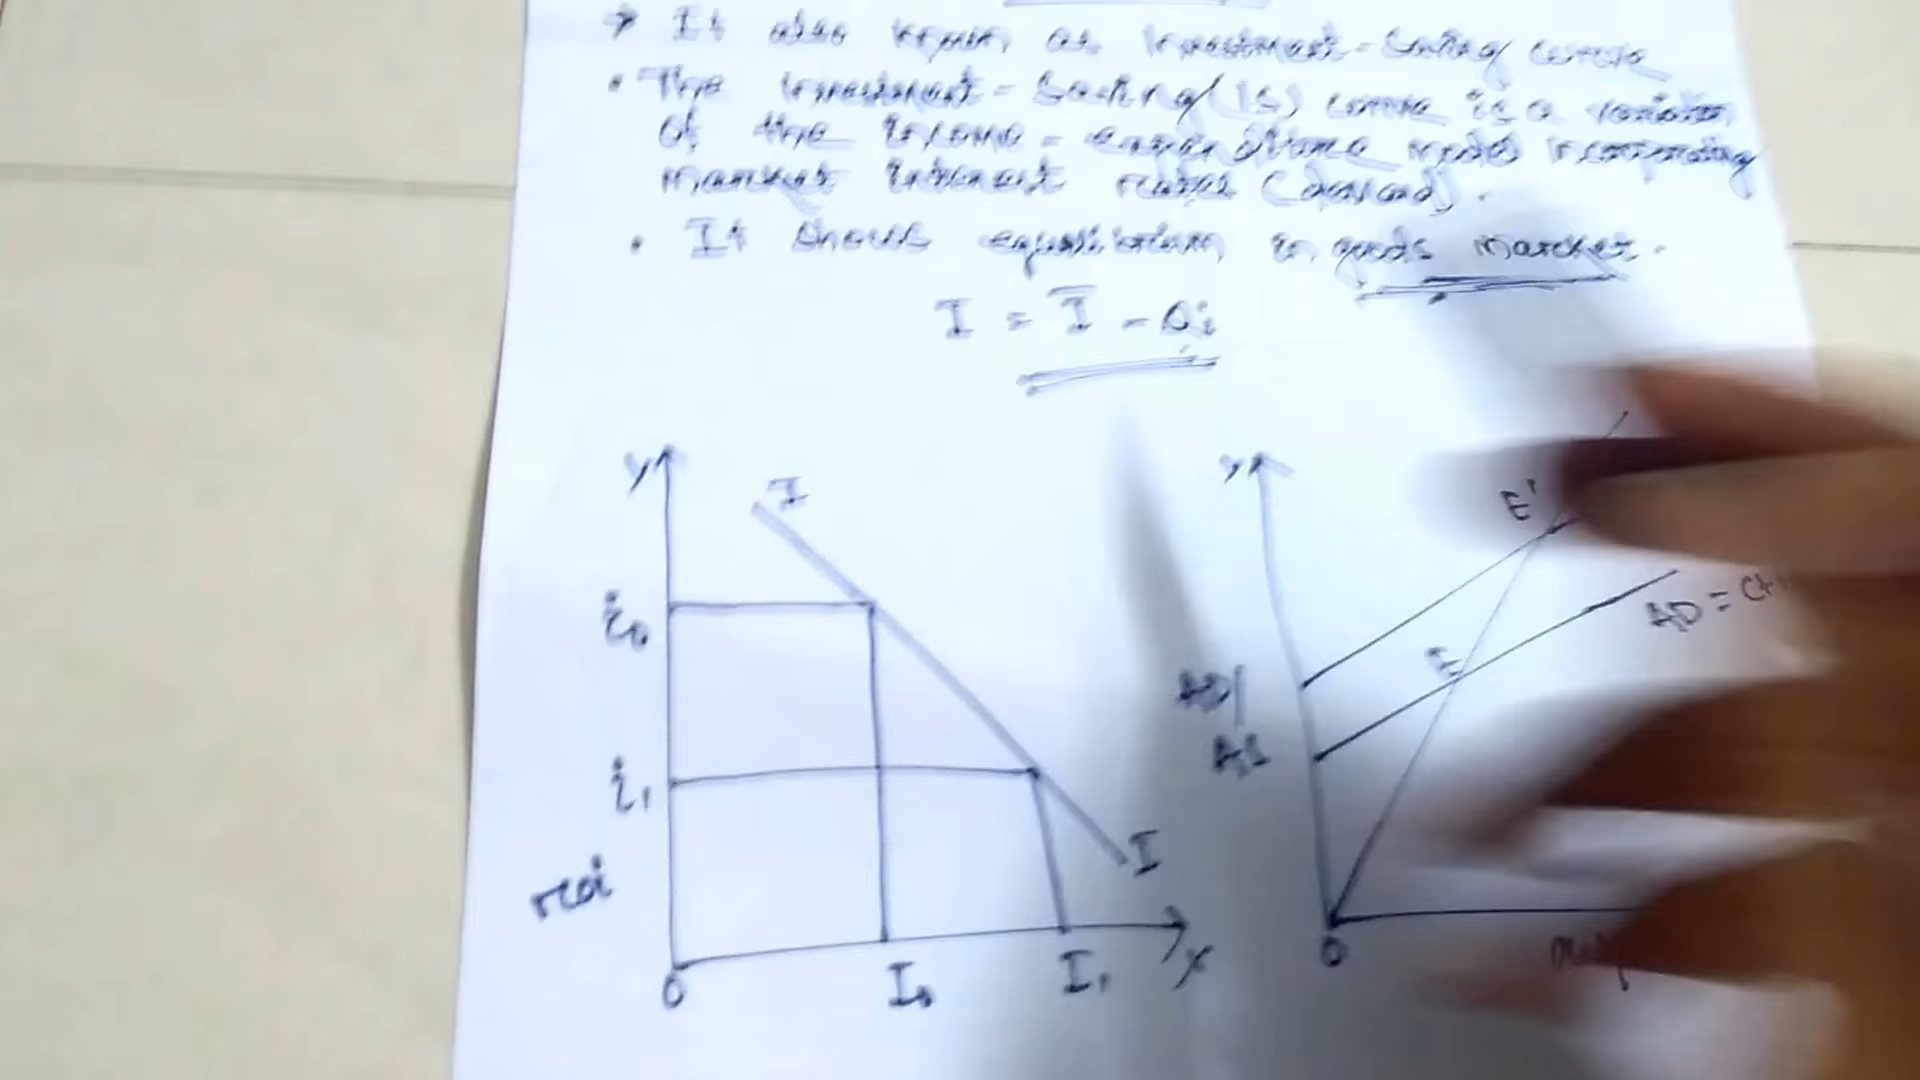 → It also known as Investment-Saving curve
• The Investment-Saving (IS) curve is a variation
of the income-expenditure model incorporating
market interest rates (demand).
• It shows equilibrium in goods market.
I = Ī - bi
y
I
i₀
i₁
roi
I
0
I₀
I₁
x
y
E'
AD = C+
E
AD/
AS
0